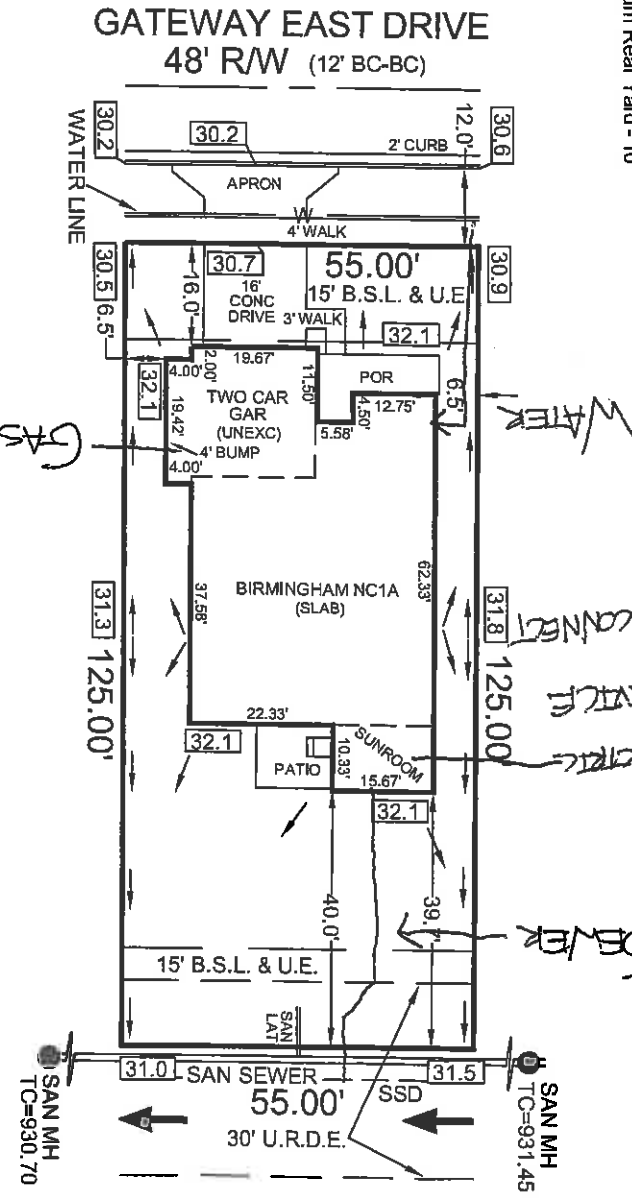 GATEWAY EAST DRIVE
48' R/W (12' BC-BC)
30.2
WATER LINE
30.2
2' CURB
12.0'
30.6
APRON
W
4' WALK
30.5
6.5'
16.0'
30.7
16'
CONC
DRIVE
55.00'
15' B.S.L. & U.E.
3' WALK
32.1
30.9
6.5'
2.00'
19.67'
4.00'
11.50'
POR
12.75'
4.50'
5.58'
32.1
19.42'
TWO CAR
GAR
(UNEXC)
4' BUMP
4.00'
GAS
WATER
BIRMINGHAM NC1A
(SLAB)
37.58'
62.33'
31.3
125.00'
31.8
125.00'
CONNECT
22.33'
32.1
PATIO
SUNROOM
10.33'
15.67'
32.1
40.0'
39.
15' B.S.L. & U.E.
SAN
LAT
31.0
SAN SEWER
31.5
55.00'
SSD
30' U.R.D.E.
SAN MH
TC=930.70
SAN MH
TC=931.45